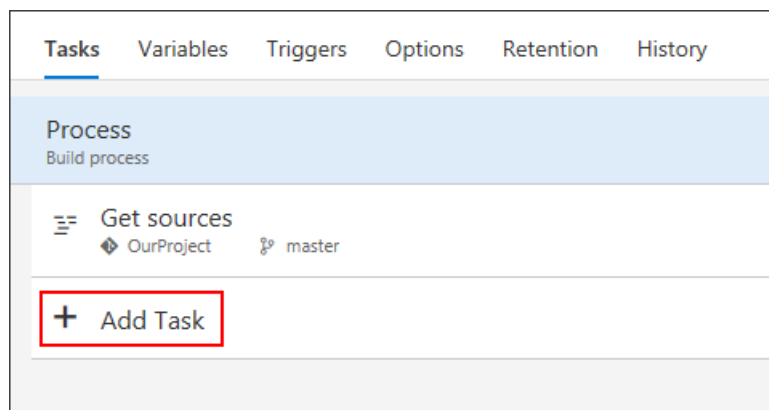 Tasks Variables Triggers Options Retention History
Process
Build process
Get sources
OurProject master
+ Add Task